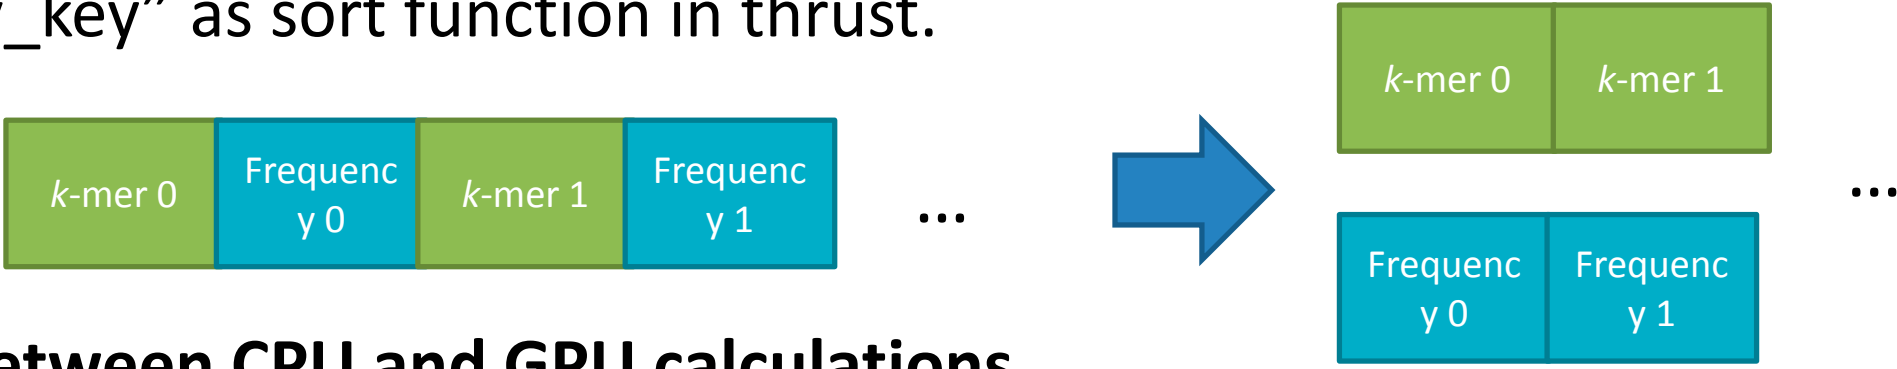 _key” as sort function in thrust.
k-mer 0
Frequenc
y 0
k-mer 1
Frequenc
y 1
...
k-mer 0
k-mer 1
...
Frequenc
y 0
Frequenc
y 1
etween CPU and GPU calculations